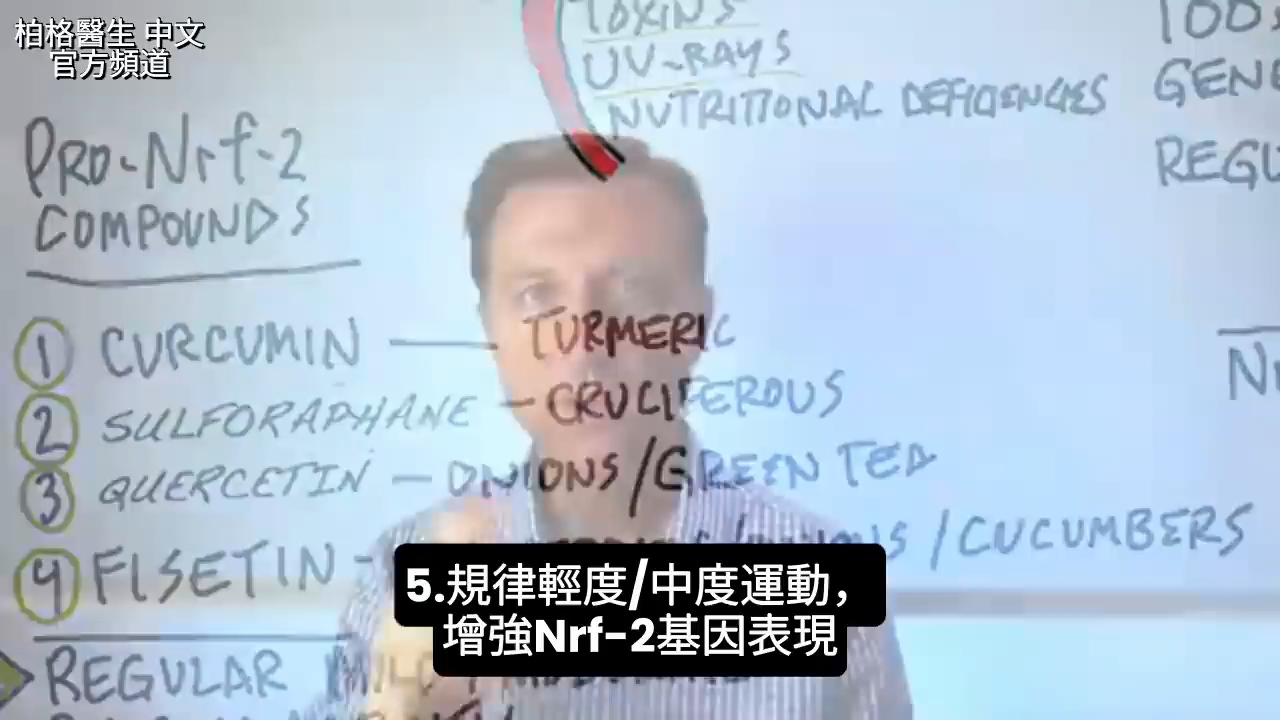 柏格醫生 中文
官方頻道
TOXINS
UV-RAYS
NUTRITIONAL DEFICIENCIES
100
GEN
REGU
PRO-Nrf-2
COMPOUNDS
1 CURCUMIN — TURMERIC
2 SULFORAPHANE — CRUCIFEROUS
3 QUERCETIN — ONIONS/GREEN TEA
4 FISETIN - /CUCUMBERS
REGULAR MILD
5.規律輕度/中度運動，
增強Nrf-2基因表現